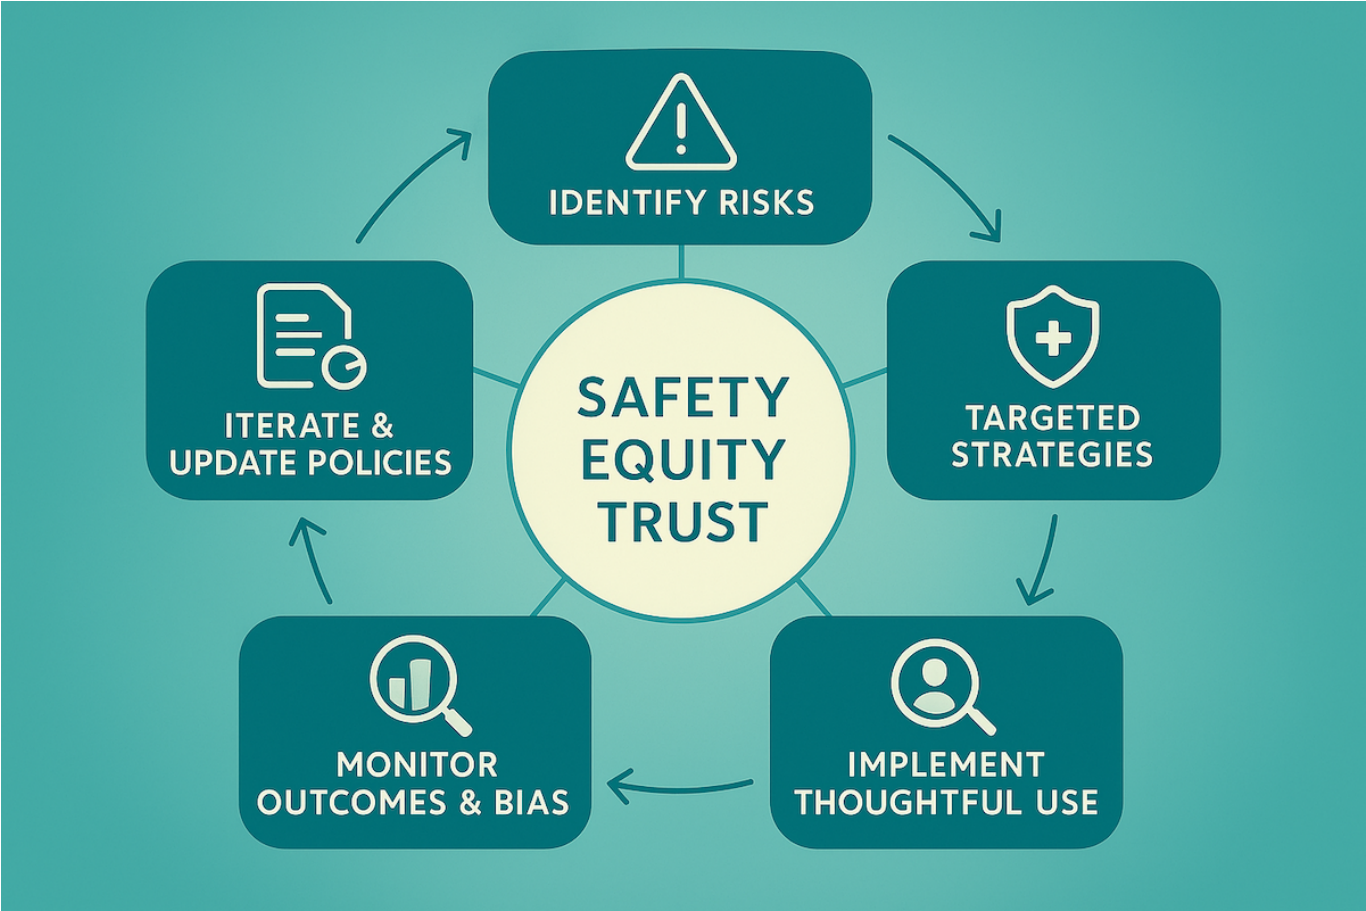 IDENTIFY RISKS
TARGETED
STRATEGIES
IMPLEMENT
THOUGHTFUL USE
MONITOR
OUTCOMES & BIAS
ITERATE &
UPDATE POLICIES
SAFETY
EQUITY
TRUST